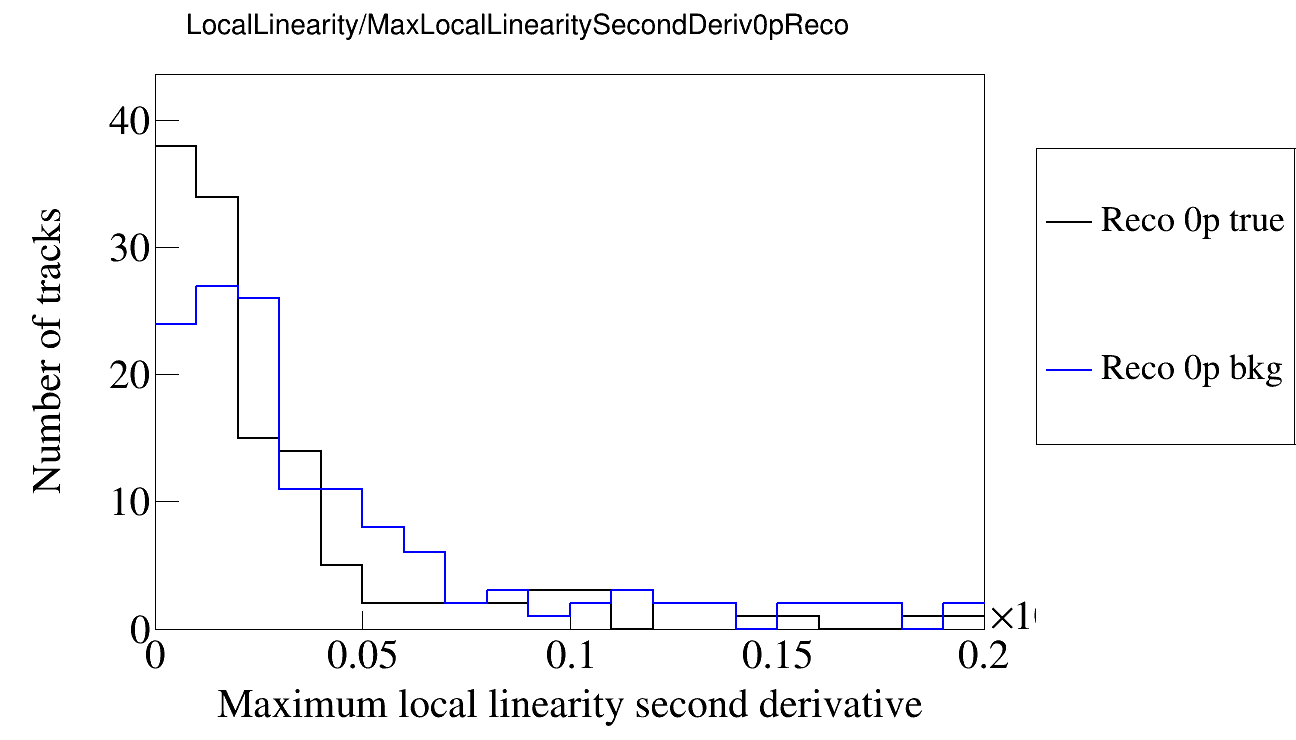 LocalLinearity/MaxLocalLinearitySecondDeriv0pReco
40
30
20
10
0
Number of tracks
0 0.05 0.1 0.15 0.2
Maximum local linearity second derivative
Reco 0p true
Reco 0p bkg